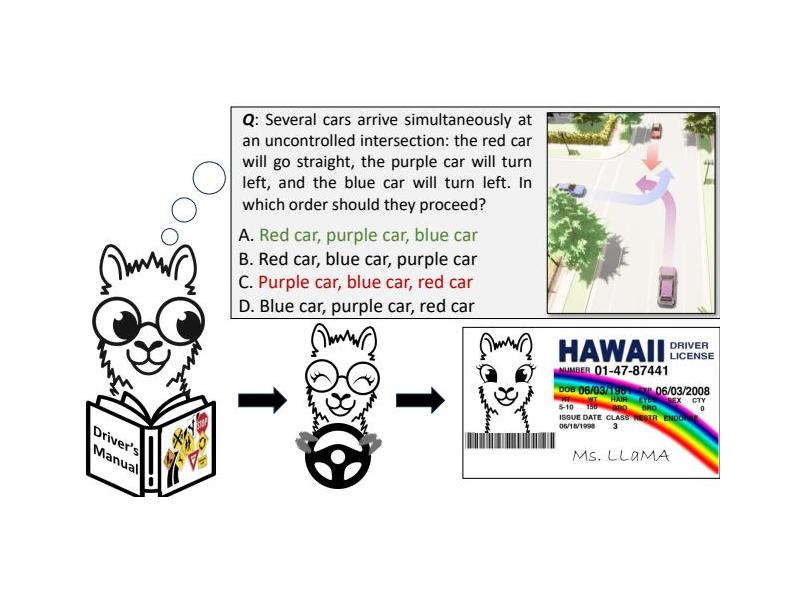 Q: Several cars arrive simultaneously at
an uncontrolled intersection: the red car
will go straight, the purple car will turn
left, and the blue car will turn left. In
which order should they proceed?
A. Red car, purple car, blue car
B. Red car, blue car, purple car
C. Purple car, blue car, red car
D. Blue car, purple car, red car
Driver's
Manual
STOP
HAWAII DRIVER
LICENSE
NUMBER 01-47-87441
DOB 06/03/1981 EXP 06/03/2008
HT WT HAIR EYES SEX CTY
5-10 150 BRO BRO 0
ISSUE DATE CLASS RESTR ENDORSE
06/18/1998 3
Ms. LLaMA